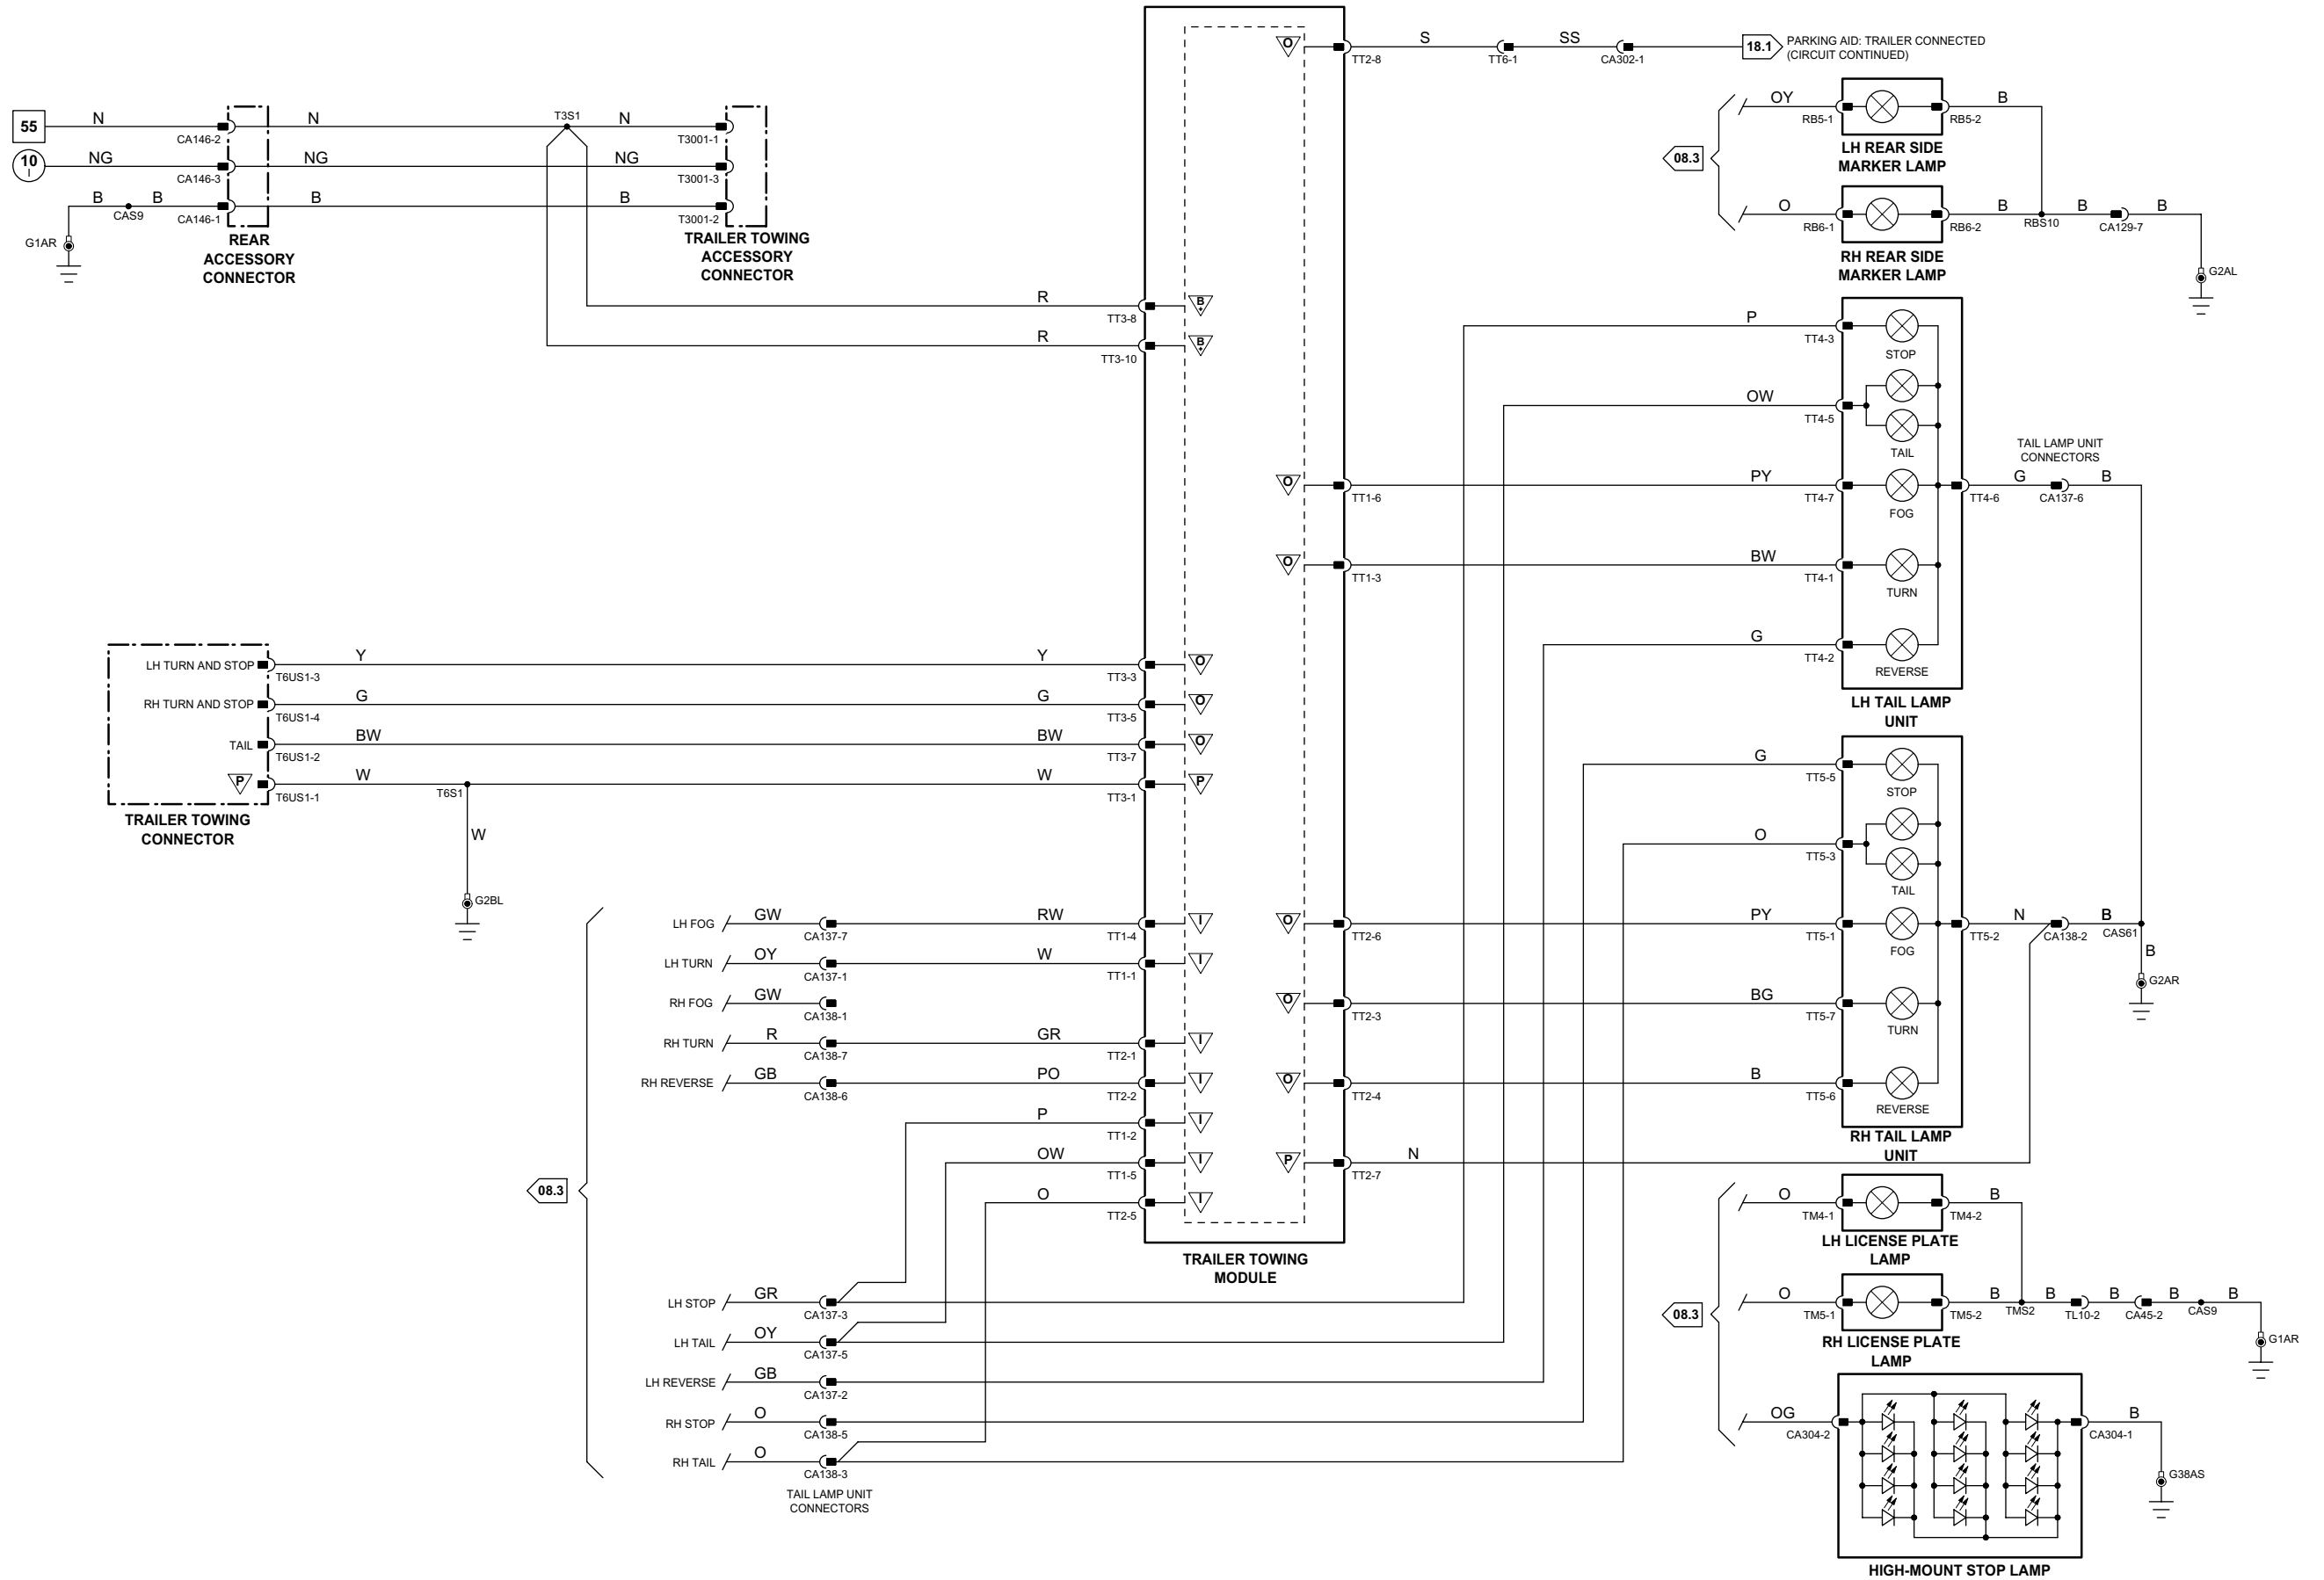 O
TT2-8
S
TT6-1
SS
CA302-1
18.1
PARKING AID: TRAILER CONNECTED
(CIRCUIT CONTINUED)
55
N
CA146-2
N
T3S1
N
T3001-1
10
I
NG
CA146-3
NG
NG
T3001-3
B
CAS9
B
CA146-1
B
B
T3001-2
G1AR
REAR
ACCESSORY
CONNECTOR
TRAILER TOWING
ACCESSORY
CONNECTOR
R
TT3-8
B
+
R
TT3-10
B
+
08.3
OY
RB5-1
RB5-2
B
LH REAR SIDE
MARKER LAMP
O
RB6-1
RB6-2
B
RBS10
B
CA129-7
B
G2AL
RH REAR SIDE
MARKER LAMP
P
TT4-3
STOP
OW
TT4-5
TAIL
O
TT1-6
PY
TT4-7
FOG
TT4-6
G
TAIL LAMP UNIT
CONNECTORS
CA137-6
B
O
TT1-3
BW
TT4-1
TURN
G
TT4-2
REVERSE
LH TAIL LAMP
UNIT
LH TURN AND STOP
T6US1-3
Y
Y
TT3-3
O
RH TURN AND STOP
T6US1-4
G
G
TT3-5
O
TAIL
T6US1-2
BW
BW
TT3-7
O
P
T6US1-1
W
T6S1
W
TT3-1
P
TRAILER TOWING
CONNECTOR
W
G2BL
G
TT5-5
STOP
O
TT5-3
TAIL
08.3
LH FOG
GW
CA137-7
RW
TT1-4
I
O
TT2-6
PY
TT5-1
FOG
TT5-2
N
CA138-2
B
CAS61
B
G2AR
LH TURN
OY
CA137-1
W
TT1-1
I
RH FOG
GW
CA138-1
O
TT2-3
BG
TT5-7
TURN
RH TURN
R
CA138-7
GR
TT2-1
I
RH REVERSE
GB
CA138-6
PO
TT2-2
I
O
TT2-4
B
TT5-6
REVERSE
RH TAIL LAMP
UNIT
P
TT1-2
I
OW
TT1-5
I
P
TT2-7
N
O
TT2-5
I
TRAILER TOWING
MODULE
LH STOP
GR
CA137-3
LH TAIL
OY
CA137-5
LH REVERSE
GB
CA137-2
RH STOP
O
CA138-5
RH TAIL
O
CA138-3
TAIL LAMP UNIT
CONNECTORS
08.3
O
TM4-1
TM4-2
B
LH LICENSE PLATE
LAMP
O
TM5-1
TM5-2
B
TMS2
B
TL10-2
B
CA45-2
B
CAS9
B
G1AR
RH LICENSE PLATE
LAMP
OG
CA304-2
CA304-1
B
G38AS
HIGH-MOUNT STOP LAMP